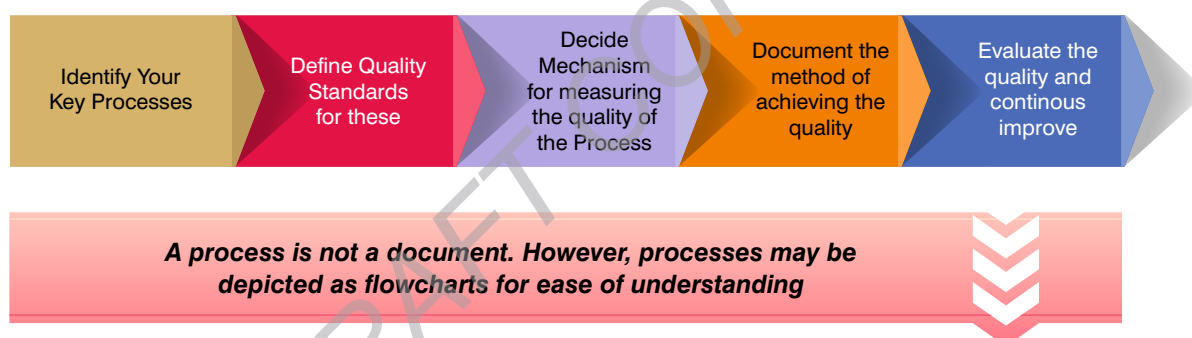 Identify Your
Key Processes
Define Quality
Standards
for these
Decide
Mechanism
for measuring
the quality of
the Process
Document the
method of
achieving the
quality
Evaluate the
quality and
continous
improve
A process is not a document. However, processes may be
depicted as flowcharts for ease of understanding